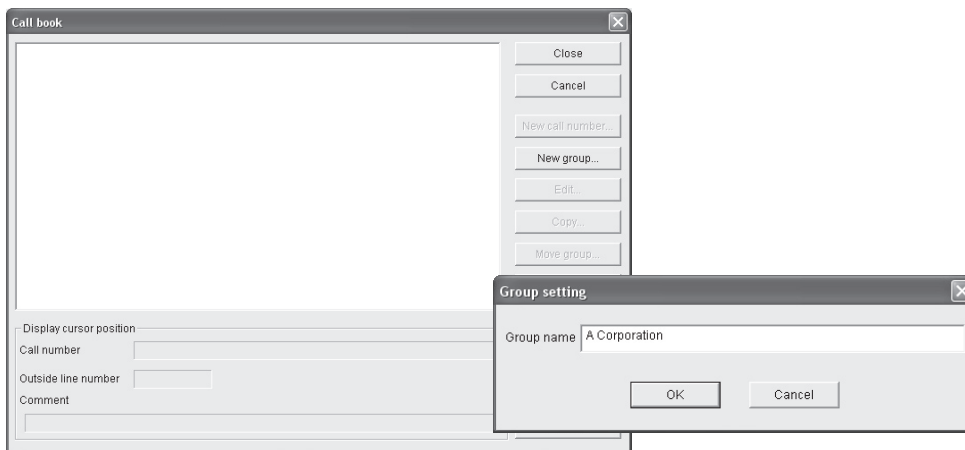 Call book
Close
Cancel
New call number...
New group...
Edit...
Copy...
Move group...
Display cursor position
Call number
Outside line number
Comment
Group setting
Group name A Corporation
OK Cancel